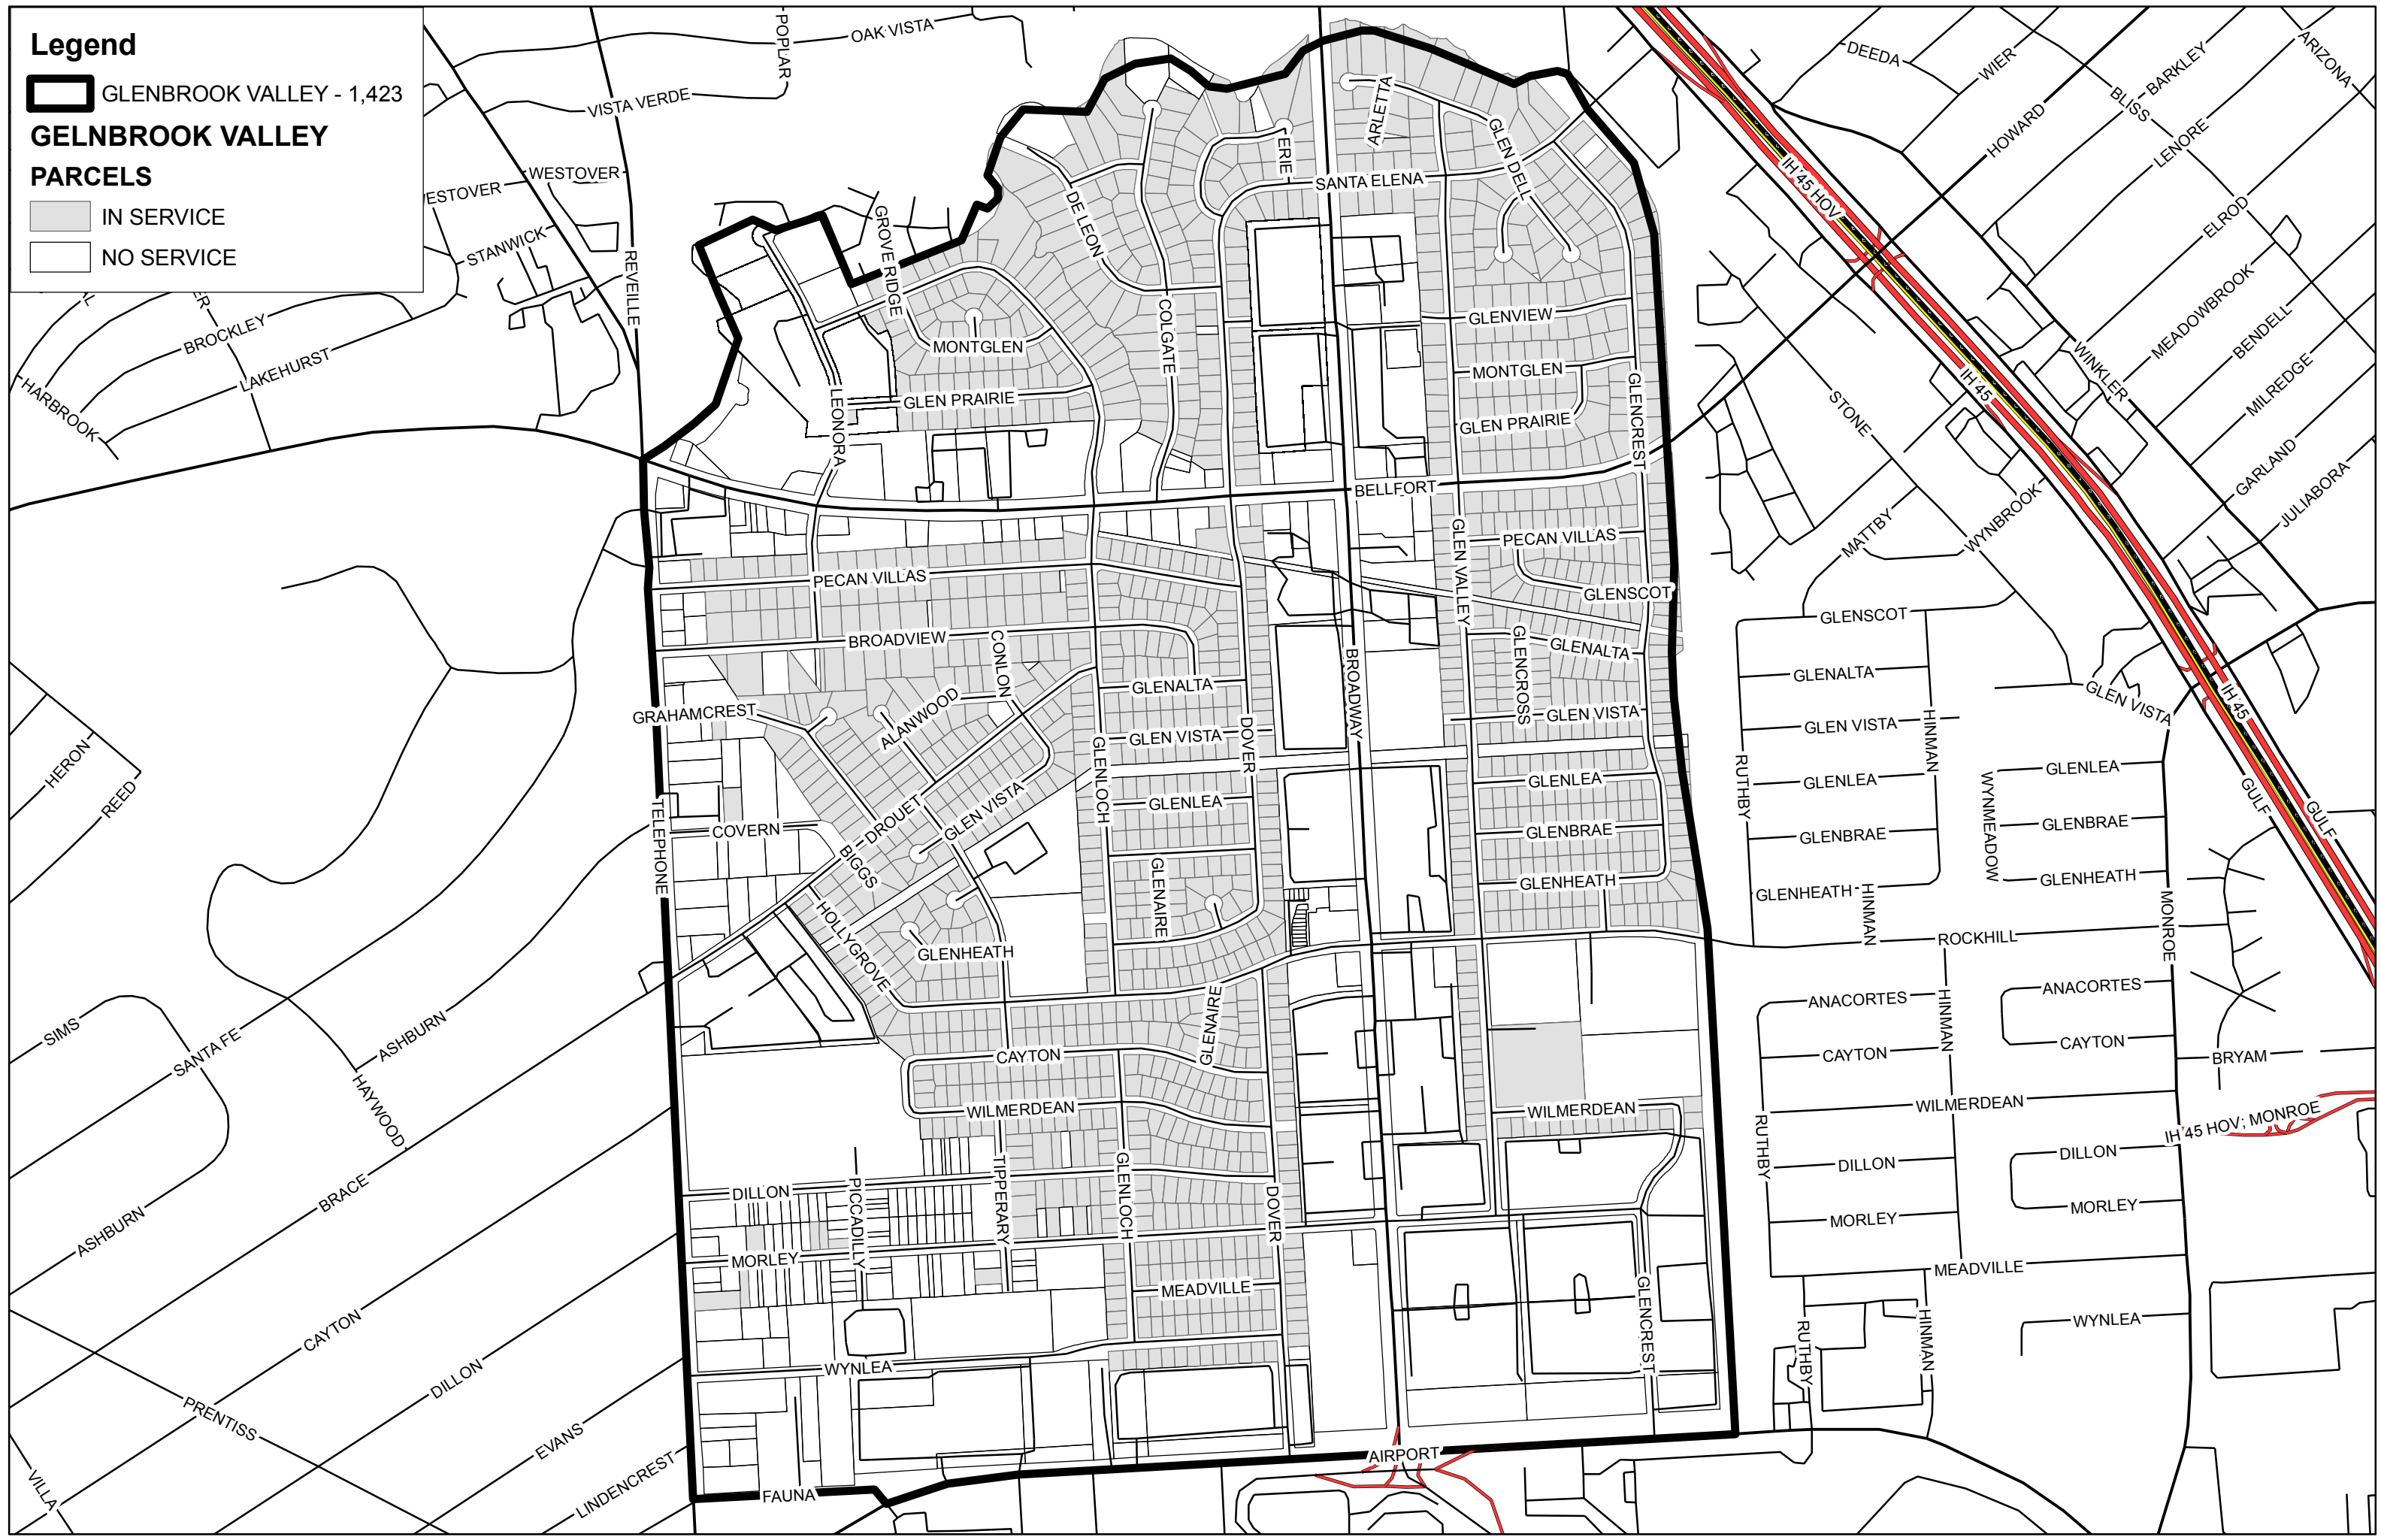 Legend
GLENBROOK VALLEY - 1,423
GELNBROOK VALLEY
PARCELS
IN SERVICE
NO SERVICE
POPLAR
OAK VISTA
VISTA VERDE
WESTOVER
WESTOVER
STANWICK
REVEILLE
BROCKLEY
LAKEHURST
HARBROOK
GROVE RIDGE
DE LEON
COLGATE
ERIE
ARLETTA
GLEN DELL
SANTA ELENA
GLENVIEW
MONTGLEN
MONTGLEN
GLEN PRAIRIE
GLEN PRAIRIE
GLENCREST
LEONORA
BELLFORT
DEEDA
WIER
HOWARD
BLISS
BARKLEY
ARIZONA
LENORE
IH 45 HOV
ELROD
MEADOWBROOK
BENDELL
MILREDGE
WINKLER
IH 45
GARLAND
JULIABORA
STONE
MATTBY
WYNBROOK
PECAN VILLAS
PECAN VILLAS
GLEN VALLEY
GLENSCOT
GLENSCOT
BROADVIEW
CONLON
GLENCROSS
GLENALTA
GLENALTA
GLENALTA
GRAHAMCREST
ALANWOOD
GLEN VISTA
GLEN VISTA
GLEN VISTA
GLEN VISTA
GLEN VISTA
IH 45
BROADWAY
DOVER
GLENLOCH
HINMAN
RUTHBY
HERON
REED
TELEPHONE
COVERN
DROUET
BIGGS
GLENLEA
GLENLEA
GLENLEA
GLENLEA
WYNMEADOW
GULF
GULF
GLENBRAE
GLENBRAE
GLENBRAE
GLENAIRE
GLENHEATH
GLENHEATH
GLENHEATH
GLENHEATH
HINMAN
MONROE
HOLLYGROVE
ROCKHILL
GLENAIRE
ANACORTES
ANACORTES
HINMAN
SIMS
SANTA FE
ASHBURN
HAYWOOD
CAYTON
CAYTON
CAYTON
BRYAM
WILMERDEAN
WILMERDEAN
WILMERDEAN
IH 45 HOV; MONROE
RUTHBY
BRACE
ASHBURN
DILLON
DILLON
DILLON
PICCADILLY
TIPPERARY
GLENLOCH
DOVER
MORLEY
MORLEY
MORLEY
MEADVILLE
MEADVILLE
GLENCREST
CAYTON
DILLON
PRENTISS
EVANS
LINDENCREST
VILLA
WYNLEA
WYNLEA
RUTHBY
HINMAN
AIRPORT
FAUNA